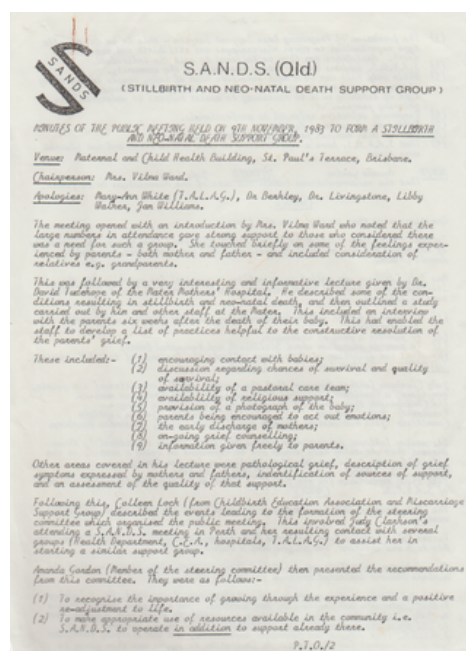 SANDS
S.A.N.D.S. (Qld.)
(STILLBIRTH AND NEO-NATAL DEATH SUPPORT GROUP)
MINUTES OF THE PUBLIC MEETING HELD ON 9TH NOVEMBER, 1983 TO FORM A STILLBIRTH
AND NEO-NATAL DEATH SUPPORT GROUP.
Venue: Maternal and Child Health Building, St. Paul's Terrace, Brisbane.
Chairperson: Mrs. Vilma Ward.
Apologies: Mary-Ann White (T.A.L.A.G.), Dr Berkley, Dr. Livingstone, Libby
Jan Williams.
The meeting opened with an introduction by Mrs. Vilma Ward who noted that the
large numbers in attendance gave strong support to those who considered there
was a need for such a group. She touched briefly on some of the feelings exper-
ienced by parents - both mother and father - and included consideration of
relatives e.g. grandparents.
This was followed by a very interesting and informative lecture given by Dr.
David Tudehope of the Mater Mothers' Hospital. He described some of the con-
ditions resulting in stillbirth and neo-natal death, and then outlined a study
carried out by him and other staff at the Mater. This included an interview
with the parents six weeks after the death of their baby. This had enabled the
staff to develop a list of practices helpful to the constructive resolution of
the parents' grief.
These included:- (1) encouraging contact with babies;
(2) discussion regarding chances of survival and quality
of survival;
(3) availability of a pastoral care team;
(4) availability of religious support;
(5) provision of a photograph of the baby;
(6) parents being encouraged to act out emotions;
(7) the early discharge of mothers;
(8) on-going grief counselling;
(9) information given freely to parents.
Other areas covered in his lecture were pathological grief, description of grief
symptoms expressed by mothers and fathers, indentification of sources of support,
and an assessment of the quality of that support.
Following this, Colleen Lock (from Childbirth Education Association and Miscarriage
Support Group) described the events leading to the formation of the steering
committee which organised the public meeting. This involved Judy Clarkson's
attending a S.A.N.D.S. meeting in Perth and her resulting contact with several
groups (Health Department, C.E.A., hospitals, T.A.L.A.G.) to assist her in
starting a similar support group.
Amanda Gordon (Member of the steering committee) then presented the recommendations
from this committee. They were as follows:-
(1) To recognise the importance of growing through the experience and a positive
re-adjustment to life.
(2) To make appropriate use of resources available in the community i.e.
S.A.N.D.S. to operate in addition to support already there.
P.T.O./2